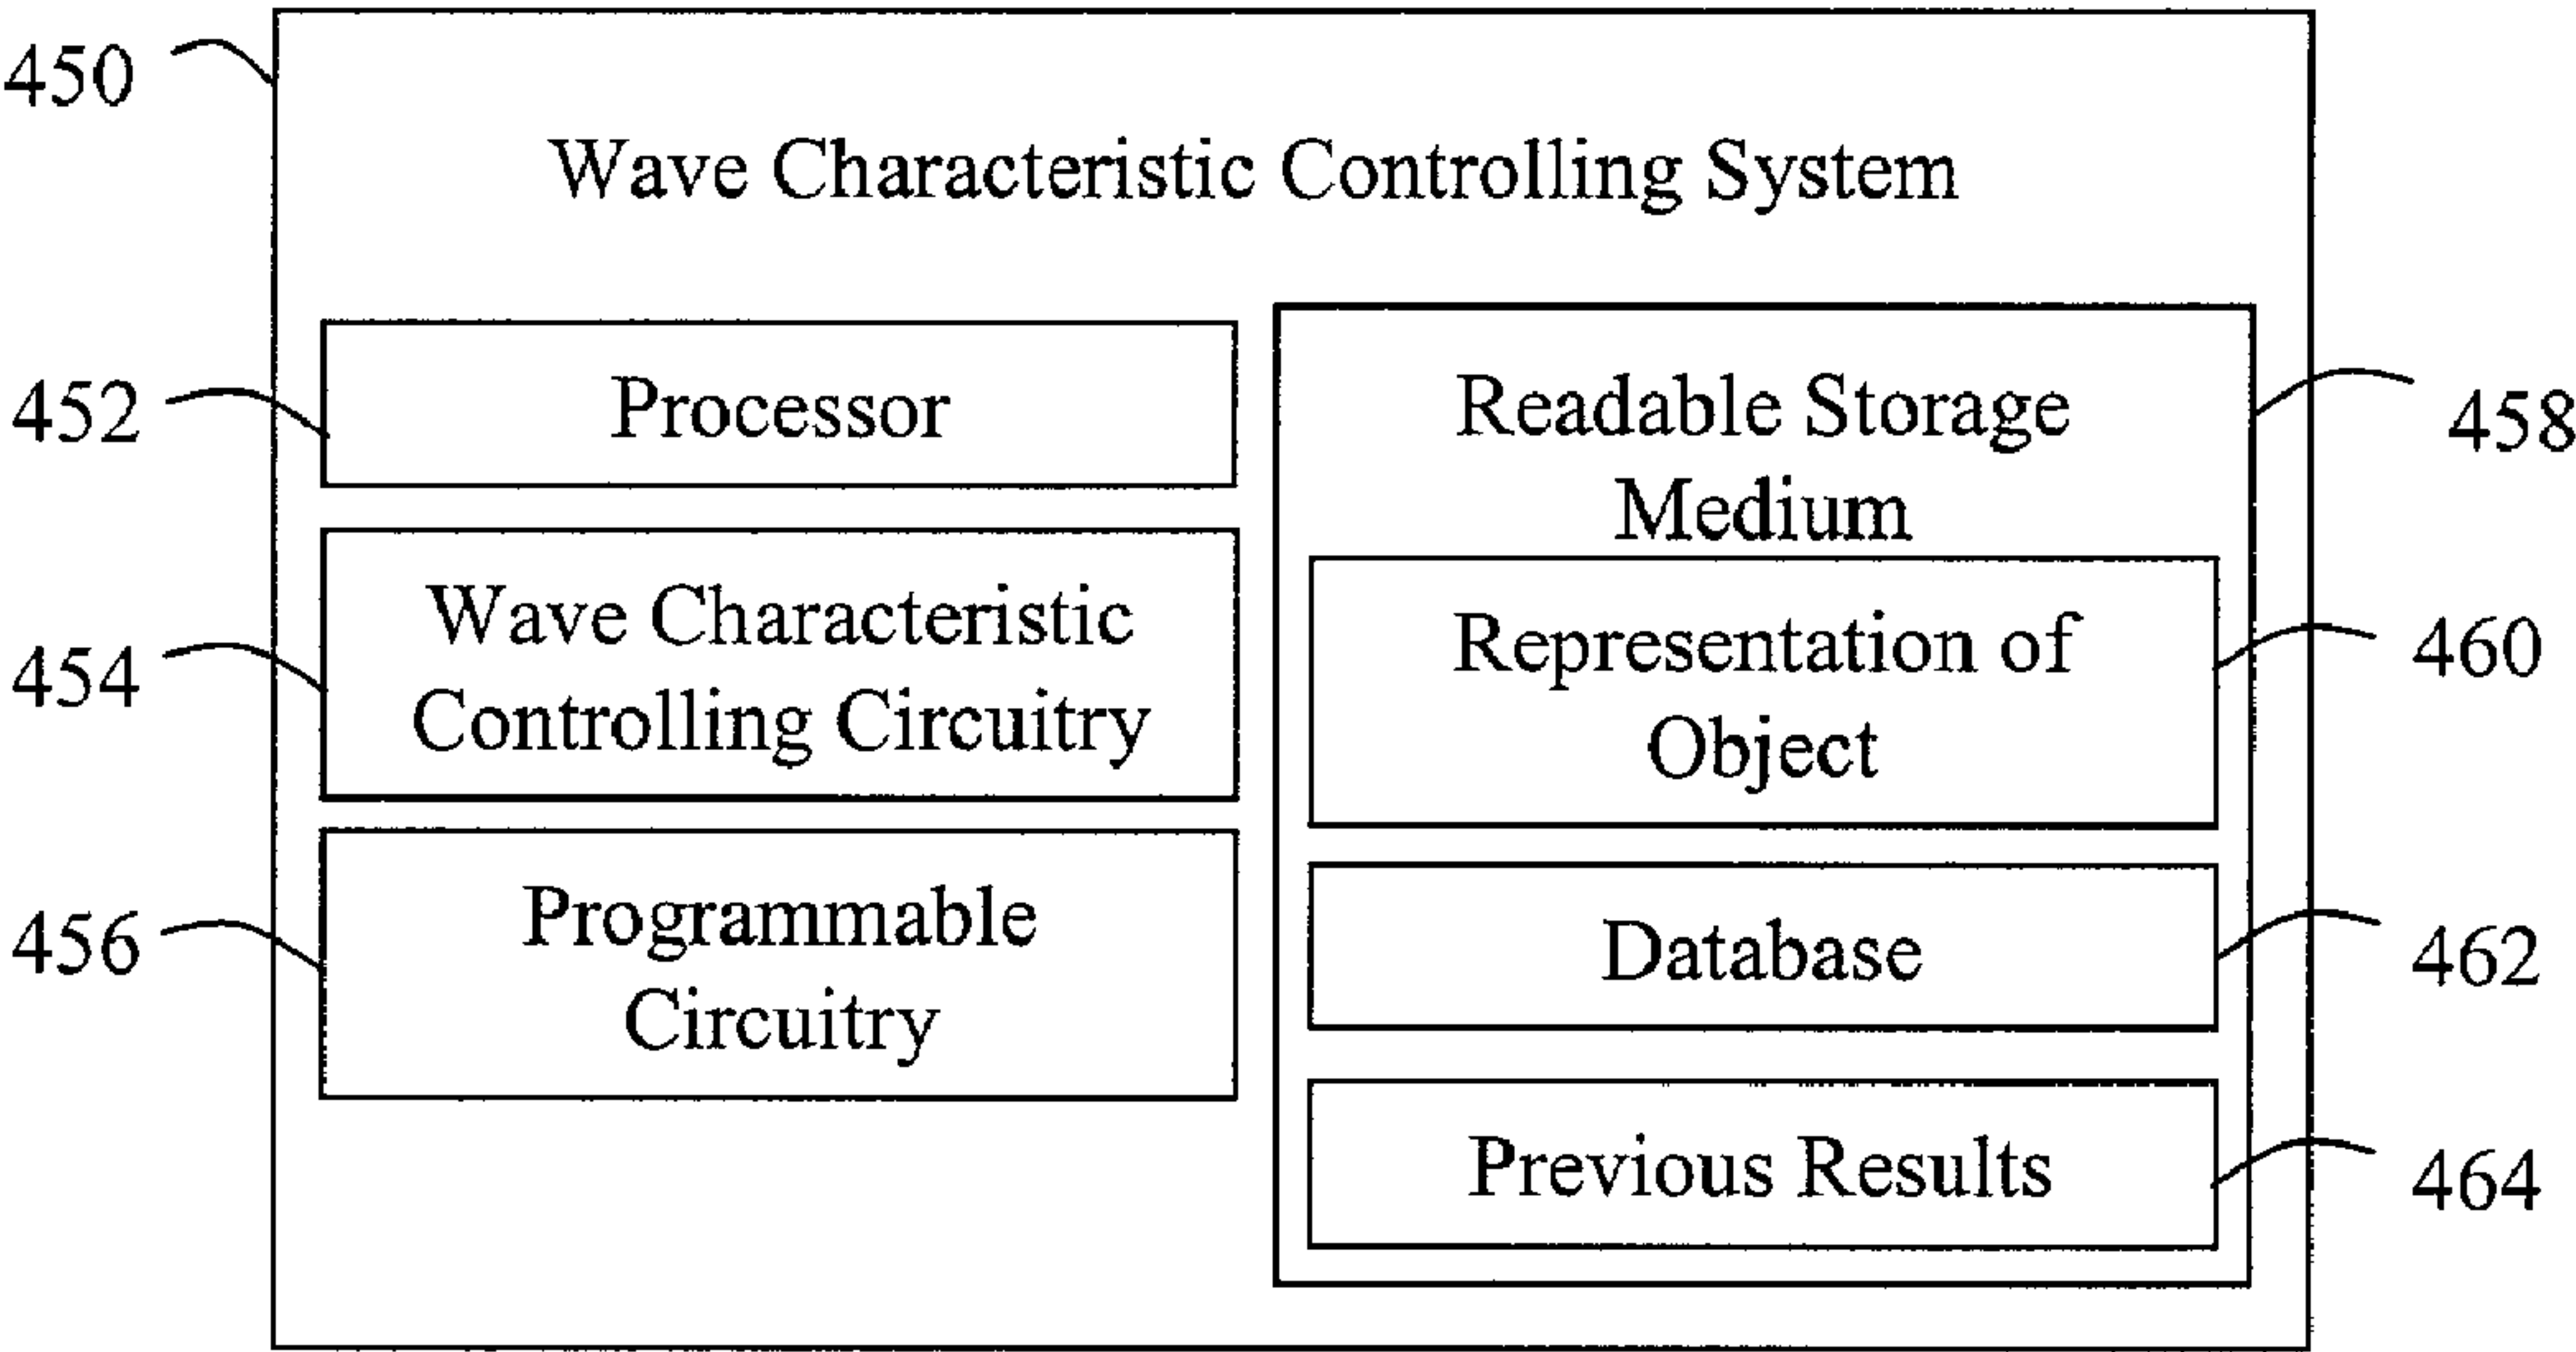 450
Wave Characteristic Controlling System
452
Processor
454
Wave Characteristic
Controlling Circuitry
456
Programmable
Circuitry
Readable Storage
Medium
458
Representation of
Object
460
Database
462
Previous Results
464